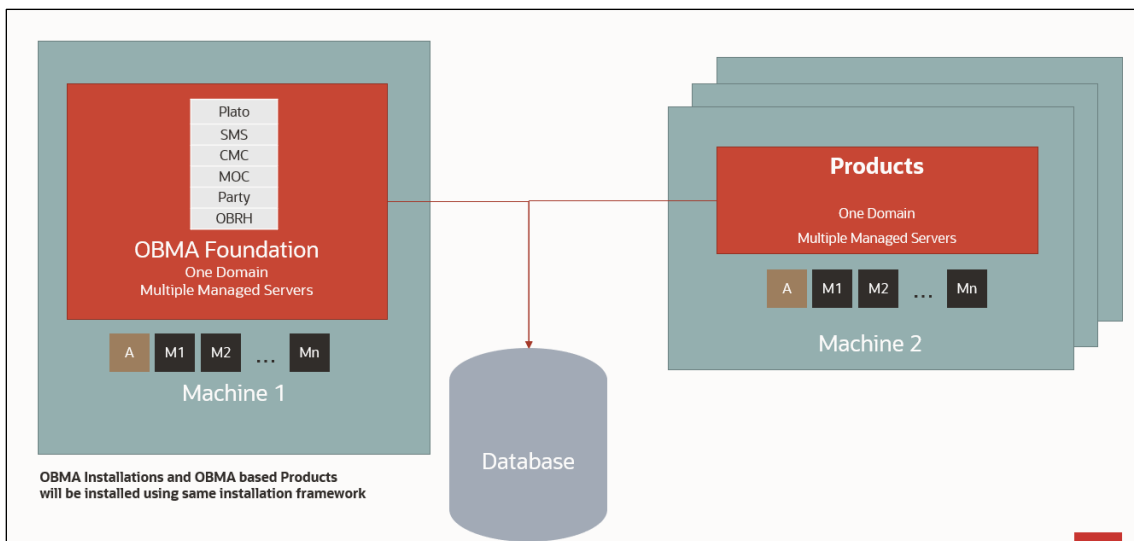 Plato
SMS
CMC
MOC
Party
OBRH
OBMA Foundation
One Domain
Multiple Managed Servers
A
M1
M2
...
Mn
Machine 1
OBMA Installations and OBMA based Products
will be installed using same installation framework
Database
Products
One Domain
Multiple Managed Servers
A
M1
M2
...
Mn
Machine 2